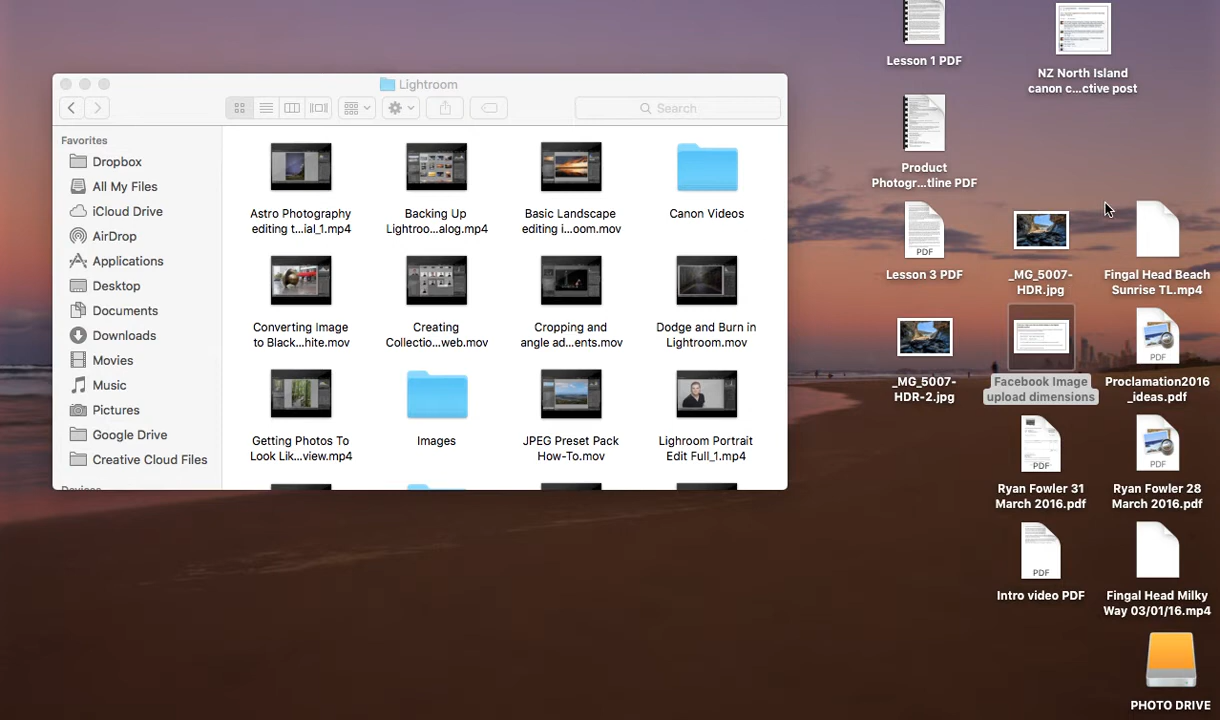 Lightroom
Search
Favorites
Dropbox
All My Files
iCloud Drive
AirDrop
Applications
Desktop
Documents
Downloads
Movies
Music
Pictures
Google Drive
Creative Cloud Files
Astro Photography
editing t...ial_1.mp4
Backing Up
Lightroo...alog.mp4
Basic Landscape
editing i...oom.mov
Canon Videos
Converting Image
to Black...hite.mov
Creating
Collectio...web.mov
Cropping and
angle ad...ents.mov
Dodge and Burn in
Lightroom.mov
Getting Photos To
Look Lik...view.mp4
Images
JPEG Preset Pack
How-To.mov
Lighroom Portrait
Edit Full_1.mp4
Lesson 1 PDF
NZ North Island
canon c...ctive post
Product
Photogr...tline PDF
PDF
Lesson 3 PDF
_MG_5007-
HDR.jpg
Fingal Head Beach
Sunrise TL.mp4
_MG_5007-
HDR-2.jpg
Facebook Image
upload dimensions
PDF
Proclamation2016
_ideas.pdf
PDF
Ryan Fowler 31
March 2016.pdf
PDF
Ryan Fowler 28
March 2016.pdf
PDF
Intro video PDF
Fingal Head Milky
Way 03/01/16.mp4
PHOTO DRIVE